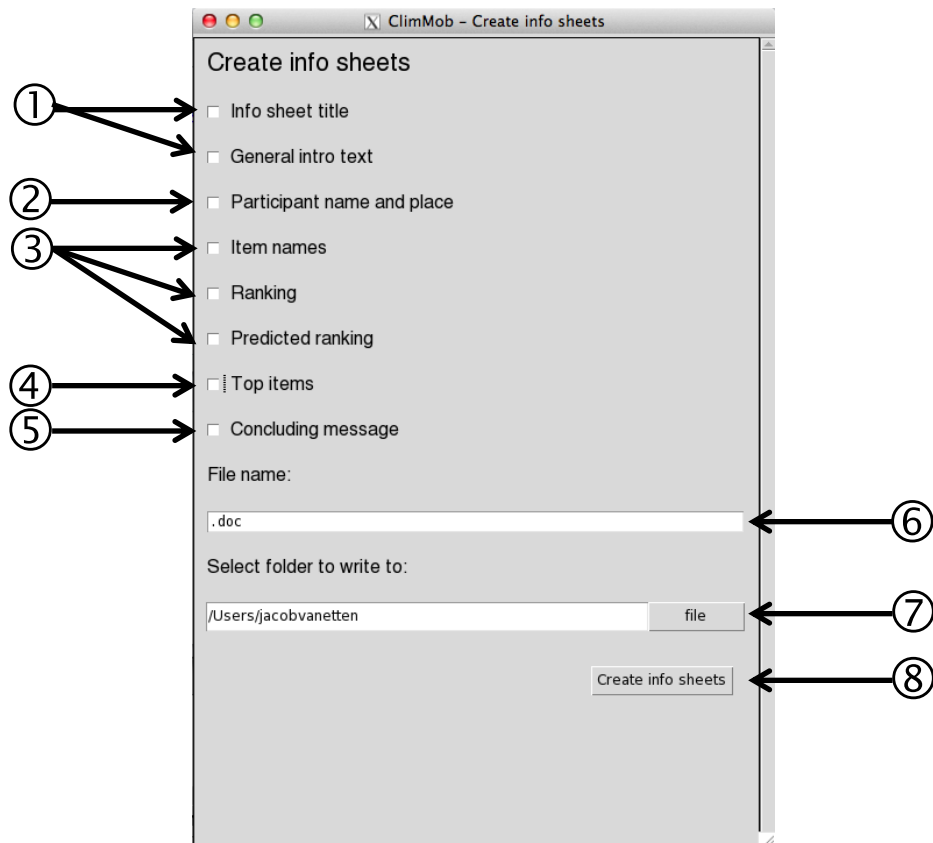 X ClimMob – Create info sheets
Create info sheets
① Info sheet title
General intro text
② Participant name and place
③ Item names
Ranking
Predicted ranking
④ Top items
⑤ Concluding message
File name:
.doc ⑥
Select folder to write to:
/Users/jacobvanetten file ⑦
Create info sheets ⑧